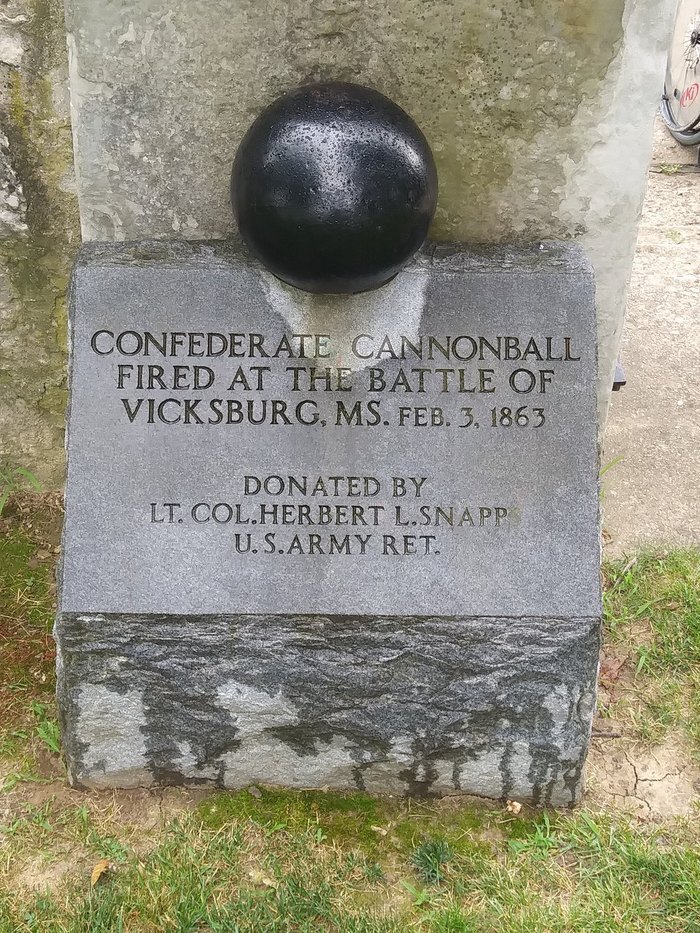 CONFEDERATE CANNONBALL
FIRED AT THE BATTLE OF
VICKSBURG, MS. FEB. 3, 1863
DONATED BY
LT. COL.HERBERT L.SNAPPS
U.S.ARMY RET.